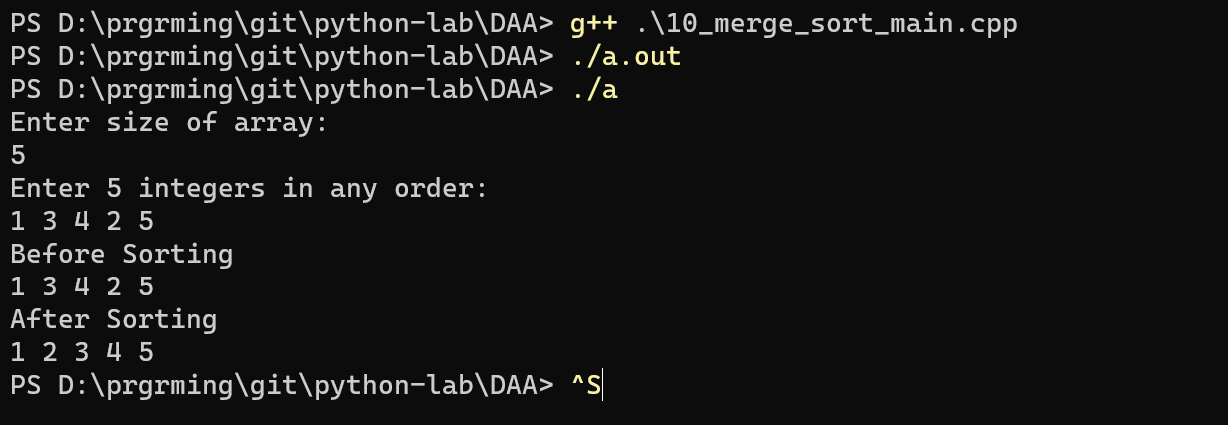 PS D:\prgrming\git\python-lab\DAA> g++ .\10_merge_sort_main.cpp
PS D:\prgrming\git\python-lab\DAA> ./a.out
PS D:\prgrming\git\python-lab\DAA> ./a
Enter size of array:
5
Enter 5 integers in any order:
1 3 4 2 5
Before Sorting
1 3 4 2 5
After Sorting
1 2 3 4 5
PS D:\prgrming\git\python-lab\DAA> ^S